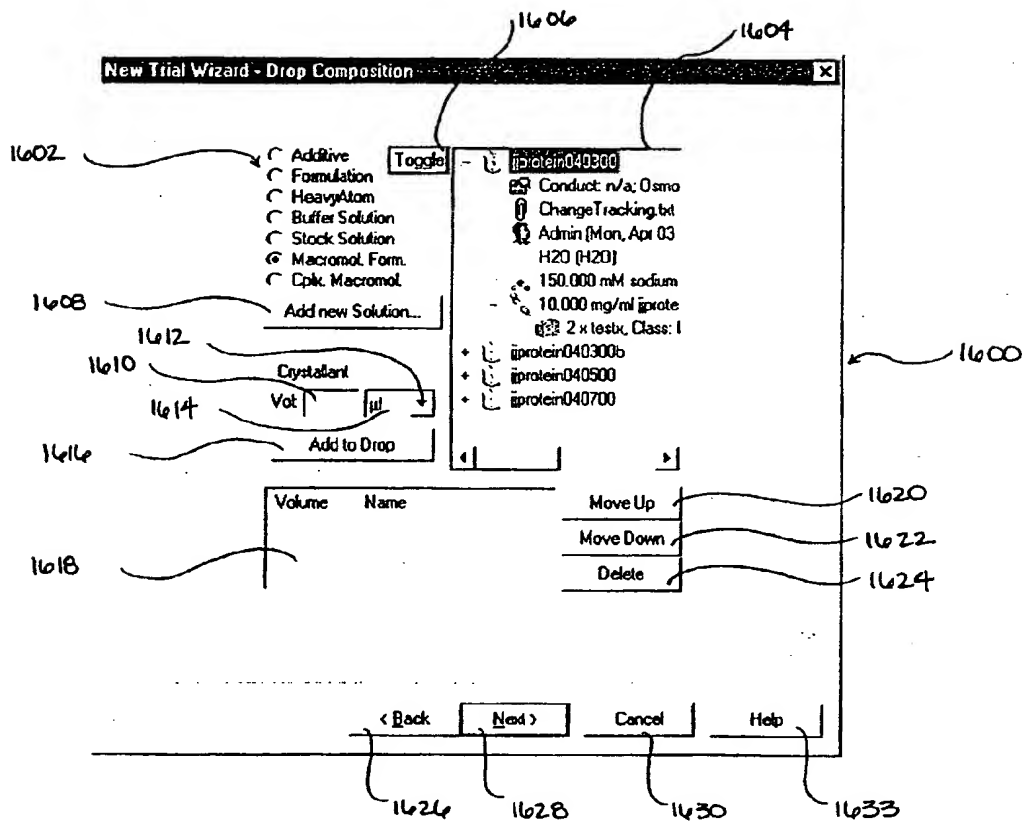 1606
1604
New Trial Wizard - Drop Composition
1602
Additive
Toggle
Formulation
HeavyAtom
Buffer Solution
Stock Solution
Macromol. Form.
Cplx. Macromol.
jjprotein040300
Conduct: n/a; Osmo
ChangeTracking.txt
Admin (Mon, Apr 03
H2O (H2O)
150.000 mM sodium
10.000 mg/ml jjprote
2 x testx, Class: l
jjprotein040300b
jjprotein040500
jjprotein040700
1608
Add new Solution...
1612
1600
1610
Crystallant
Vol: µl
1614
1616
Add to Drop
Volume Name
Move Up
1620
Move Down
1622
1618
Delete
1624
< Back Next > Cancel Help
1626 1628 1630 1633